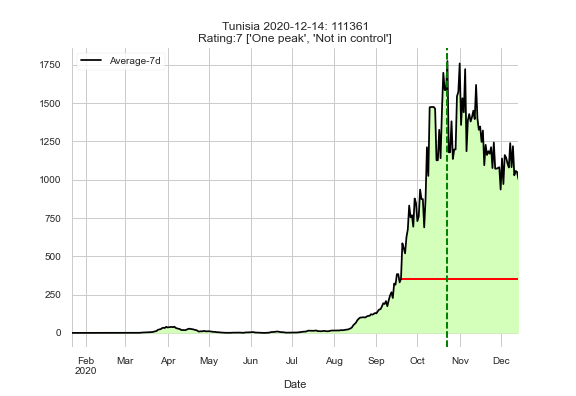 Tunisia 2020-12-14: 111361
Rating:7 ['One peak', 'Not in control']
Average-7d
1750
1500
1250
1000
750
500
250
0
Feb Mar Apr May Jun Jul Aug Sep Oct Nov Dec
2020
Date